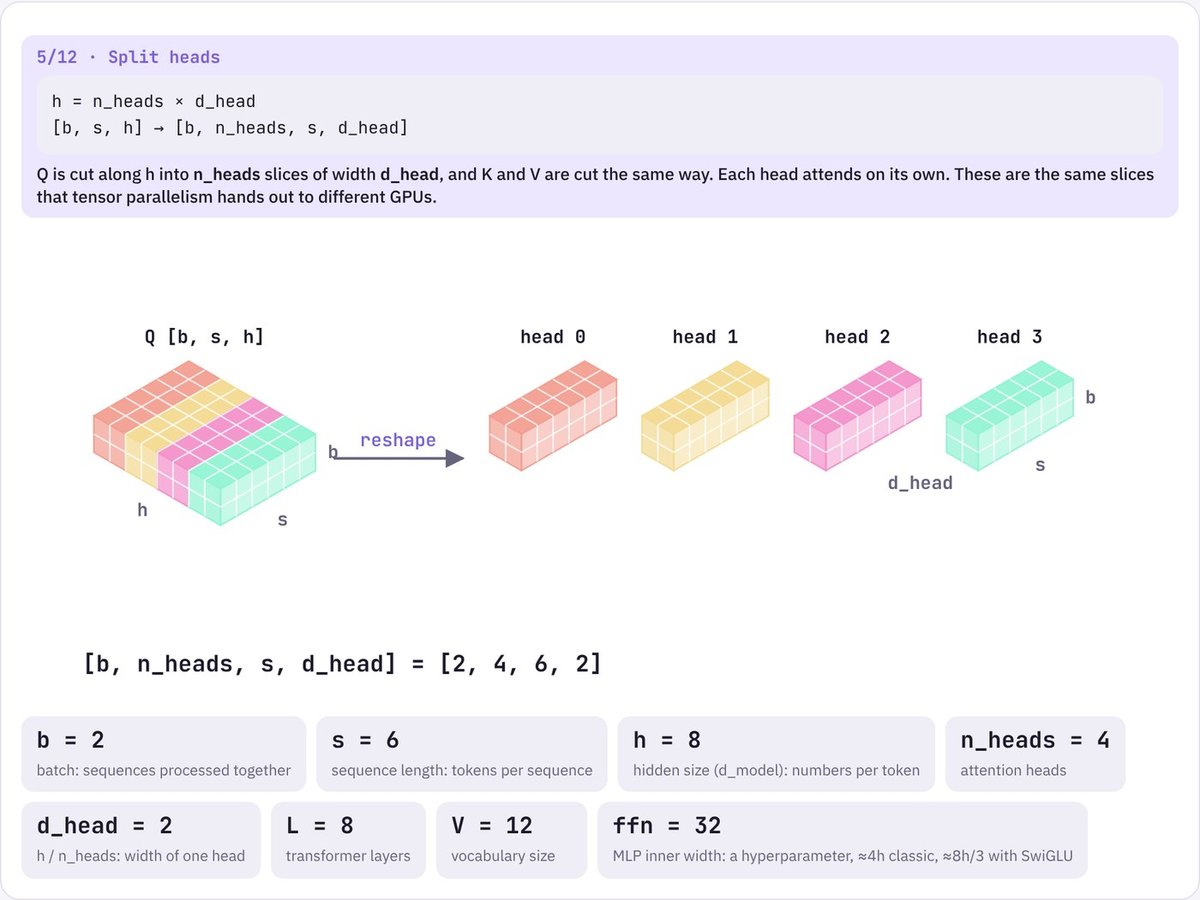 5/12 · Split heads
h = n_heads × d_head
[b, s, h] → [b, n_heads, s, d_head]
Q is cut along h into n_heads slices of width d_head, and K and V are cut the same way. Each head attends on its own. These are the same slices
that tensor parallelism hands out to different GPUs.
Q [b, s, h]
head 0
head 1
head 2
head 3
b
reshape
b
h
s
d_head
s
[b, n_heads, s, d_head] = [2, 4, 6, 2]
b = 2
batch: sequences processed together
s = 6
sequence length: tokens per sequence
h = 8
hidden size (d_model): numbers per token
n_heads = 4
attention heads
d_head = 2
h / n_heads: width of one head
L = 8
transformer layers
V = 12
vocabulary size
ffn = 32
MLP inner width: a hyperparameter, ≈4h classic, ≈8h/3 with SwiGLU